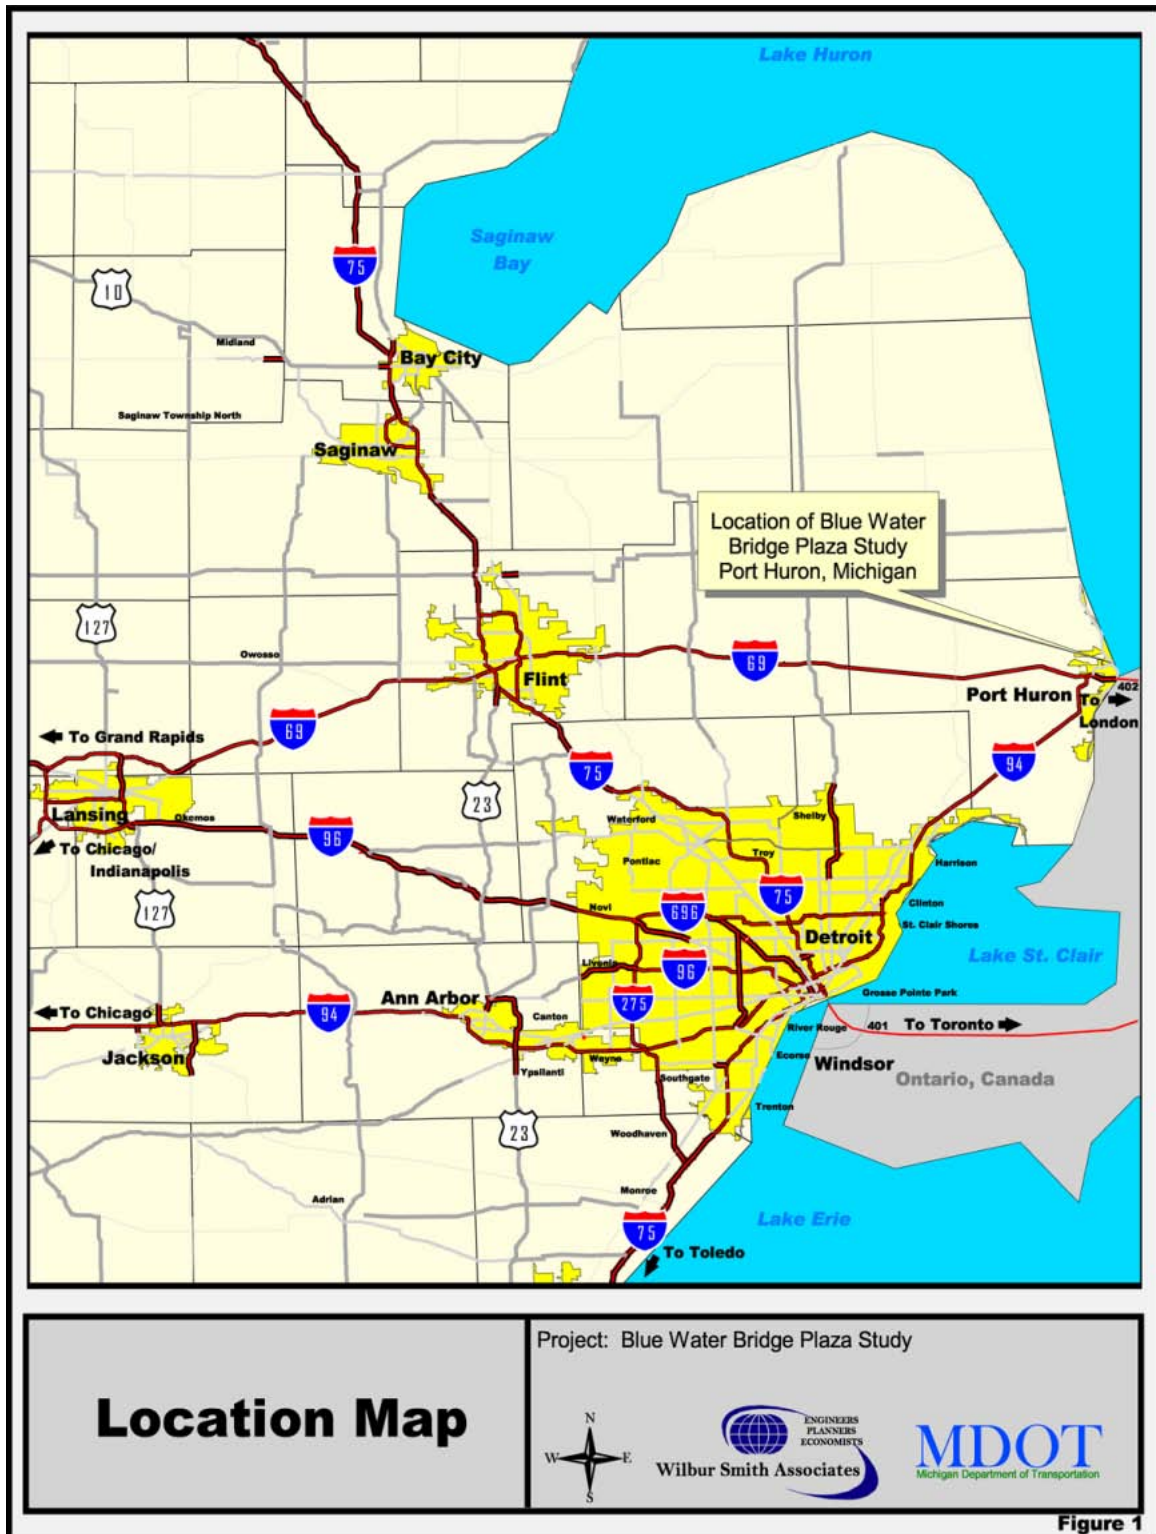 Lake Huron
Saginaw
Bay
75
10
Midland
Bay City
Saginaw Township North
Saginaw
Location of Blue Water
Bridge Plaza Study
Port Huron, Michigan
127
Owosso
69
Flint
Port Huron
402
To
London
69
To Grand Rapids
75
94
23
Lansing
Okemos
Waterford
Shelby
96
To Chicago/
Indianapolis
Pontiac
Troy
Harrison
127
75
Novi
696
Clinton
St. Clair Shores
Detroit
Lake St. Clair
Livonia
96
Ann Arbor
275
Grosse Pointe Park
To Chicago
94
Canton
River Rouge
401
To Toronto
Jackson
Wayne
Ecorse
Windsor
Ypsilanti
Southgate
Ontario, Canada
Trenton
23
Woodhaven
Monroe
Adrian
75
Lake Erie
To Toledo
Location Map
Project: Blue Water Bridge Plaza Study
N
W
E
S
ENGINEERS
PLANNERS
ECONOMISTS
Wilbur Smith Associates
MDOT
Michigan Department of Transportation
Figure 1